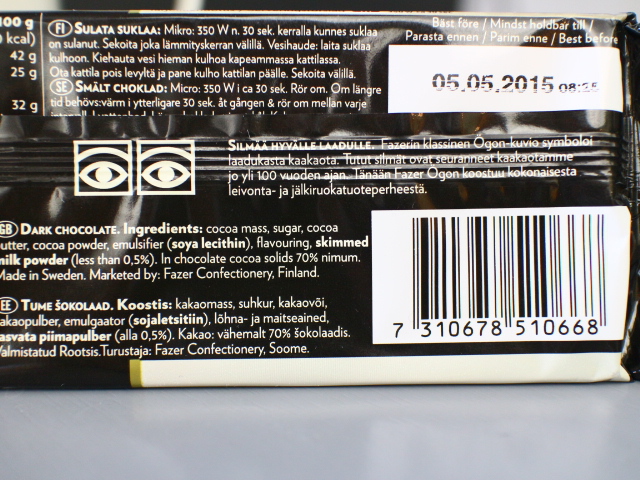 100 g
kcal)
42 g
25 g
32 g
FI SULATA SUKLAA: Mikro: 350 W n. 30 sek. kerralla kunnes suklaa
on sulanut. Sekoita joka lämmityskerran välillä. Vesihaude: laita suklaa
kulhoon. Kiehauta vesi hieman kulhoa kapeammassa kattilassa.
Ota kattila pois levyltä ja pane kulho kattilan päälle. Sekoita välillä.
SE SMÄLT CHOKLAD: Micro: 350 W i ca 30 sek. Rör om. Om längre
tid behövs: värm i ytterligare 30 sek. åt gången & rör om mellan varje
Bäst före / Mindst holdbar til /
Parasta ennen / Parim enne / Best before
05.05.2015 08:25
SILMÄÄ HYVÄLLE LAADULLE. Fazerin klassinen Ögon-kuvio symboloi
laadukasta kaakaota. Tutut silmät ovat seuranneet kaakaotamme
jo yli 100 vuoden ajan. Tänään Fazer Ögon koostuu kokonaisesta
leivonta- ja jälkiruokatuoteperheestä.
GB DARK CHOCOLATE. Ingredients: cocoa mass, sugar, cocoa
utter, cocoa powder, emulsifier (soya lecithin), flavouring, skimmed
milk powder (less than 0,5%). In chocolate cocoa solids 70% nimum.
Made in Sweden. Marketed by: Fazer Confectionery, Finland.
EE TUME ŠOKOLAAD. Koostis: kakaomass, suhkur, kakaovõi,
akaopulber, emulgaator (sojaletsitiin), lõhna- ja maitseained,
asvata piimapulber (alla 0,5%). Kakao: vähemalt 70% šokolaadis.
Valmistatud Rootsis.Turustaja: Fazer Confectionery, Soome.
7 310678 510668